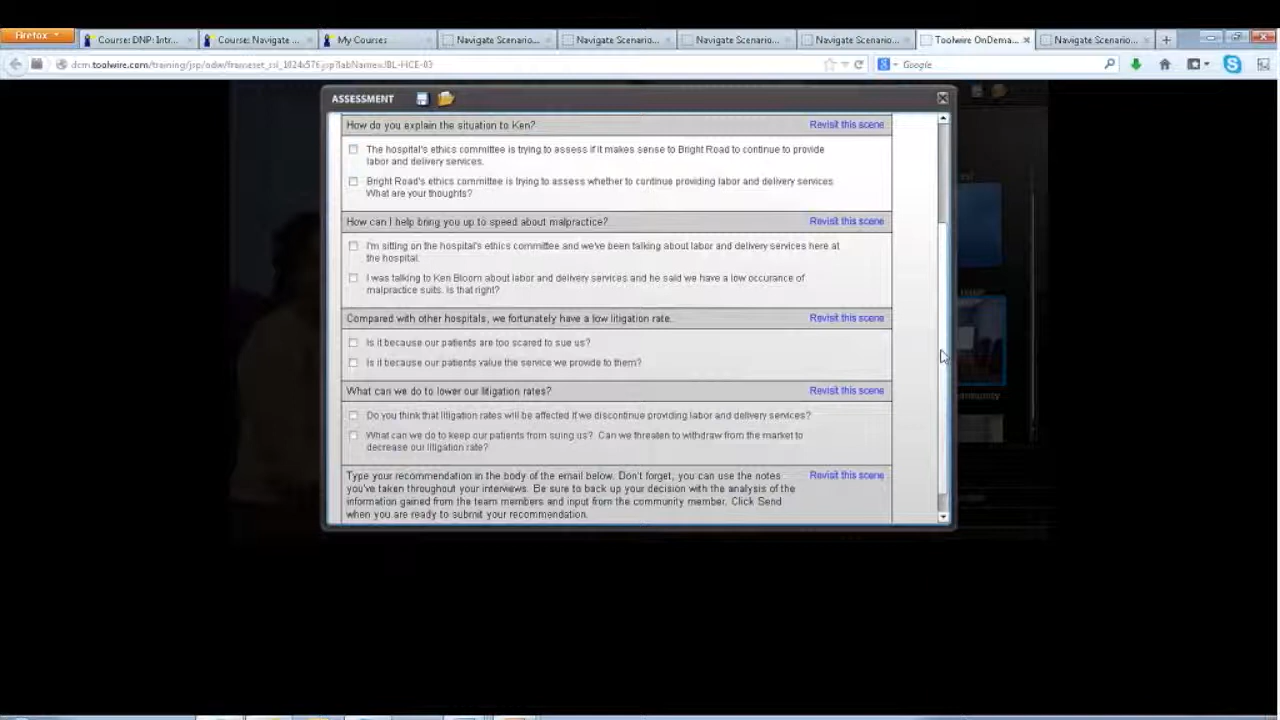 Firefox
Course: DNP: Intr...
Course: Navigate ...
My Courses
Navigate Scenario...
Navigate Scenario...
Navigate Scenario...
Navigate Scenario...
Toolwire OnDema...
Navigate Scenario...
Google
ASSESSMENT
How do you explain the situation to Ken?
Revisit this scene
The hospital's ethics committee is trying to assess if it makes sense to Bright Road to continue to provide
labor and delivery services.
Bright Road's ethics committee is trying to assess whether to continue providing labor and delivery services.
What are your thoughts?
How can I help bring you up to speed about malpractice?
Revisit this scene
I'm sitting on the hospital's ethics committee and we've been talking about labor and delivery services here at
the hospital.
I was talking to Ken Bloom about labor and delivery services and he said we have a low occurance of
malpractice suits. Is that right?
Compared with other hospitals, we fortunately have a low litigation rate.
Revisit this scene
Is it because our patients are too scared to sue us?
Is it because our patients value the service we provide to them?
What can we do to lower our litigation rates?
Revisit this scene
Do you think that litigation rates will be affected if we discontinue providing labor and delivery services?
What can we do to keep our patients from suing us? Can we threaten to withdraw from the market to
decrease our litigation rate?
Type your recommendation in the body of the email below. Don't forget, you can use the notes
Revisit this scene
you've taken throughout your interviews. Be sure to back up your decision with the analysis of the
information gained from the team members and input from the community member. Click Send
when you are ready to submit your recommendation.